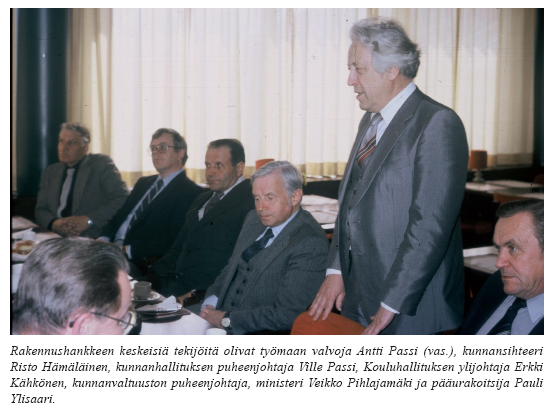 Rakennushankkeen keskeisiä tekijöitä olivat työmaan valvoja Antti Passi (vas.), kunnansihteeri
Risto Hämäläinen, kunnanhallituksen puheenjohtaja Ville Passi, Kouluhallituksen ylijohtaja Erkki
Kähkönen, kunnanvaltuuston puheenjohtaja, ministeri Veikko Pihlajamäki ja pääurakoitsija Pauli
Ylisaari.